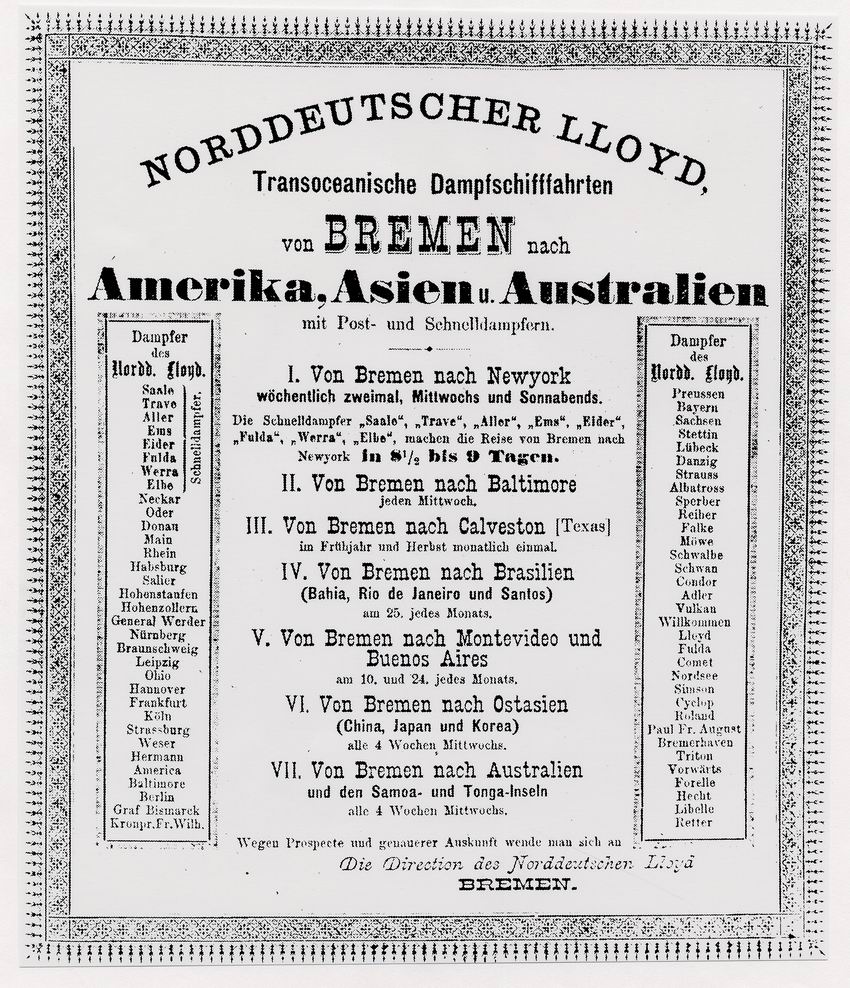 NORDDEUTSCHER LLOYD,
Transoceanische Dampfschifffahrten
von BREMEN nach
Amerika, Asien u. Australien
mit Post- und Schnelldampfern.
Dampfer
des
Nordd. Lloyd.
Saale
Trave
Aller
Ems
Eider
Fulda
Werra
Elbe
Schnelldampfer.
Neckar
Oder
Donau
Main
Rhein
Habsburg
Salier
Hohenstaufen
Hohenzollern
General Werder
Nürnberg
Braunschweig
Leipzig
Ohio
Hannover
Frankfurt
Köln
Strassburg
Weser
Hermann
America
Baltimore
Berlin
Graf Bismarck
Kronpr. Fr. Wilh.
I. Von Bremen nach Newyork
wöchentlich zweimal, Mittwochs und Sonnabends.
Die Schnelldampfer „Saale“, „Trave“, „Aller“, „Ems“, „Eider“,
„Fulda“, „Werra“, „Elbe“, machen die Reise von Bremen nach
Newyork in 8 1/2 bis 9 Tagen.
II. Von Bremen nach Baltimore
jeden Mittwoch.
III. Von Bremen nach Calveston [Texas]
im Frühjahr und Herbst monatlich einmal.
IV. Von Bremen nach Brasilien
(Bahia, Rio de Janeiro und Santos)
am 25. jedes Monats.
V. Von Bremen nach Montevideo und
Buenos Aires
am 10. und 24. jedes Monats.
VI. Von Bremen nach Ostasien
(China, Japan und Korea)
alle 4 Wochen Mittwochs.
VII. Von Bremen nach Australien
und den Samoa- und Tonga-Inseln
alle 4 Wochen Mittwochs.
Dampfer
des
Nordd. Lloyd.
Preussen
Bayern
Sachsen
Stettin
Lübeck
Danzig
Strauss
Albatross
Sperber
Reiher
Falke
Möwe
Schwalbe
Schwan
Condor
Adler
Vulkan
Willkommen
Lloyd
Fulda
Comet
Nordsee
Simson
Cyclop
Roland
Paul Fr. August
Bremerhaven
Triton
Vorwärts
Forelle
Hecht
Libelle
Retter
Wegen Prospecte und genauerer Auskunft wende man sich an
Die Direction des Norddeutschen Lloyd
BREMEN.